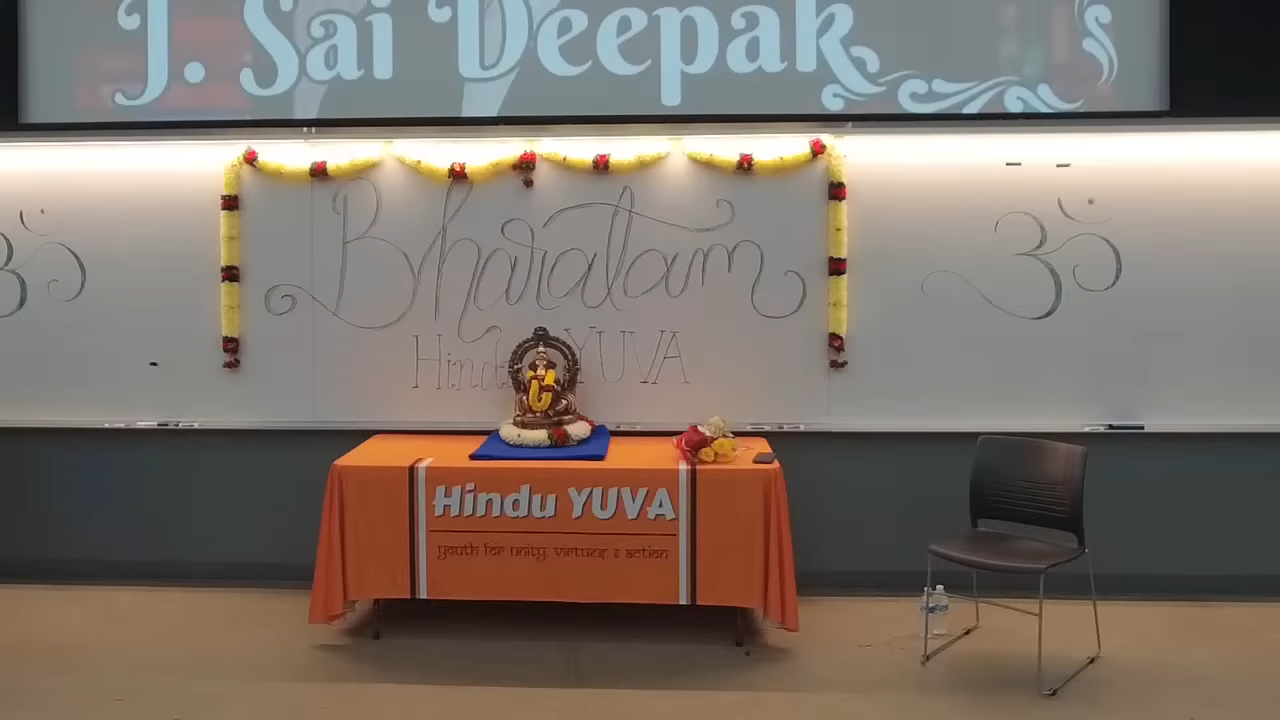 J. Sai Deepak
ॐ
Bharatam
ॐ
Hindu YUVA
Hindu YUVA
youth for unity, virtues & action